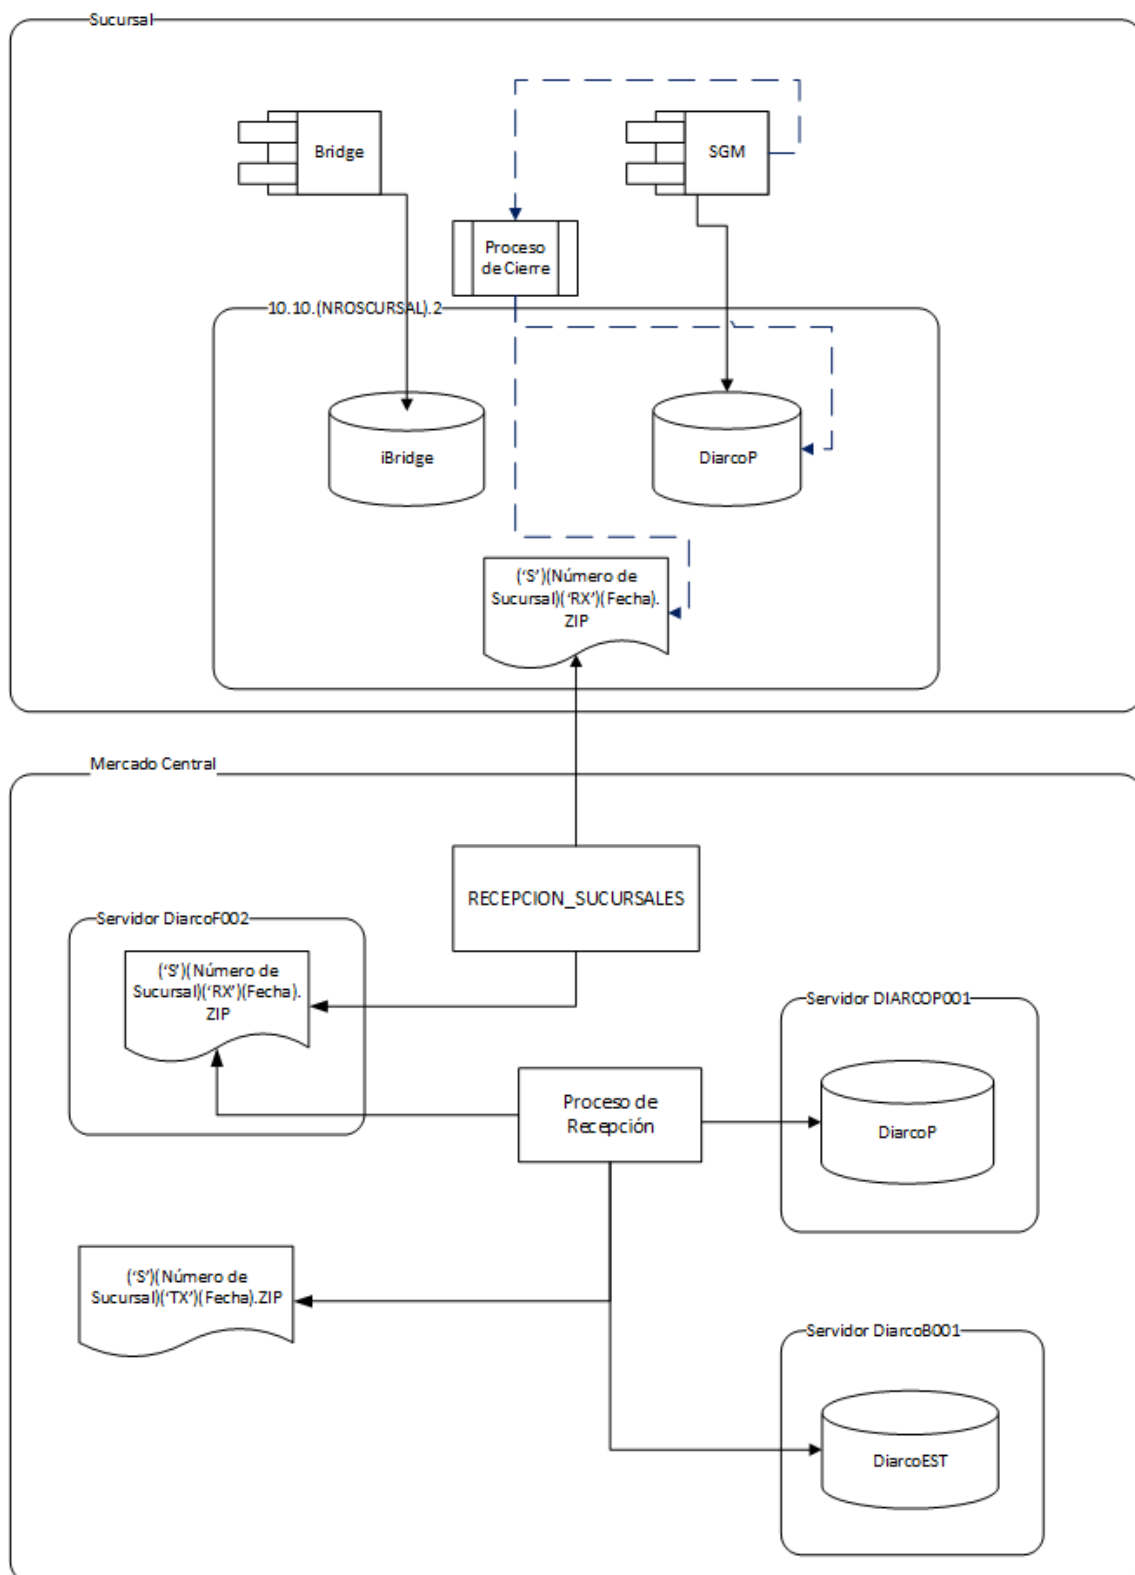 Sucursal
Bridge
SGM
Proceso
de Cierre
10.10.(NROSCURSAL).2
iBridge
DiarcoP
(‘S’)(Número de
Sucursal)(‘RX’)(Fecha).
ZIP
Mercado Central
RECEPCION_SUCURSALES
Servidor DiarcoF002
(‘S’)(Número de
Sucursal)(‘RX’)(Fecha).
ZIP
Servidor DIARCOP001
Proceso de
Recepción
DiarcoP
(‘S’)(Número de
Sucursal)(‘TX’)(Fecha).ZIP
Servidor DiarcoB001
DiarcoEST